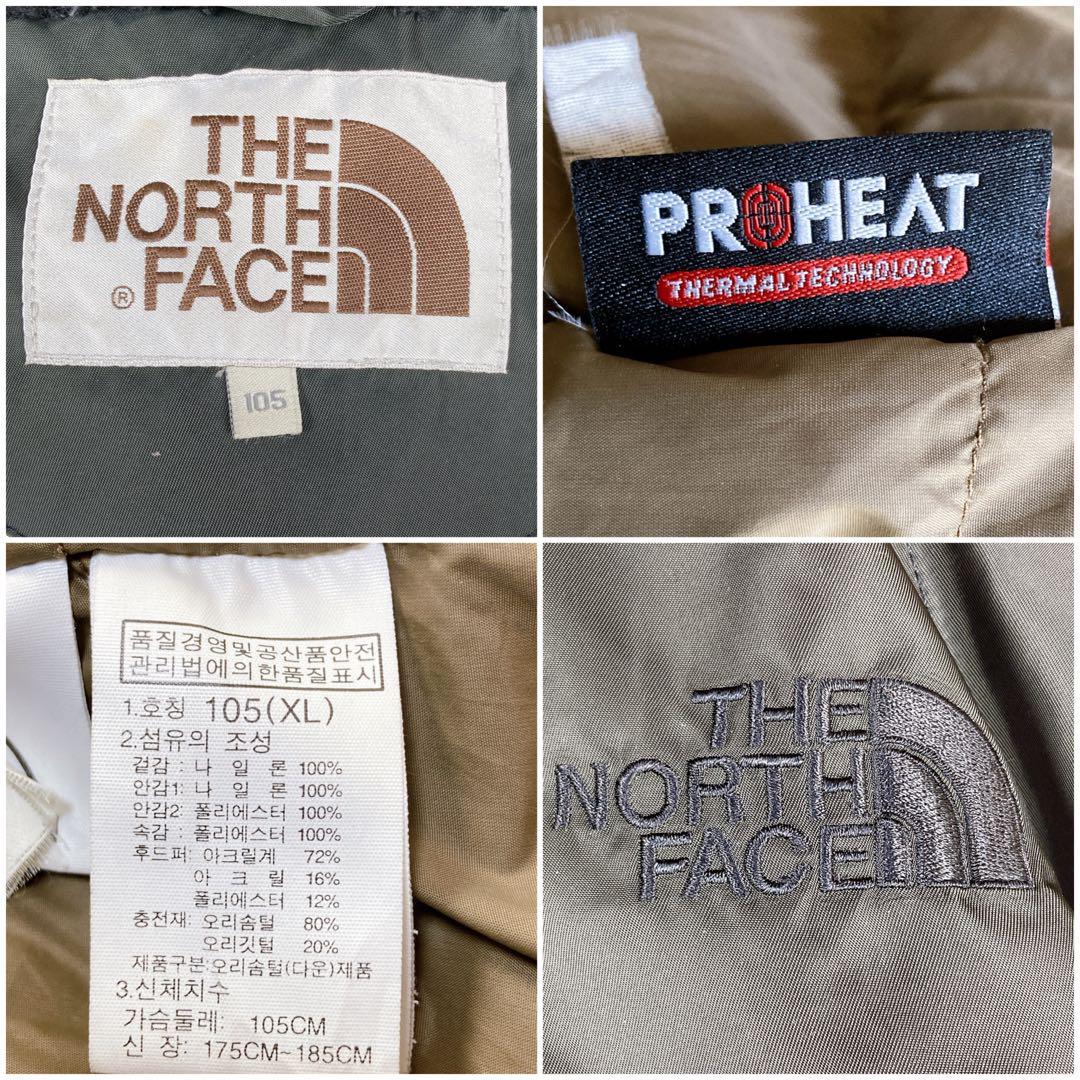 THE
NORTH
® FACE
105
PROHEAT
THERMAL TECHNOLOGY
품질경영및공산품안전
관리법에의한품질표시
1.호칭 105(XL)
2.섬유의 조성
겉감 : 나 일 론 100%
안감1: 나 일 론 100%
안감2: 폴리에스터 100%
속감 : 폴리에스터 100%
후드퍼: 아크릴계 72%
아 크 릴 16%
폴리에스터 12%
충전재: 오리솜털 80%
오리깃털 20%
제품구분:오리솜털(다운)제품
3.신체치수
가슴둘레: 105CM
신 장: 175CM~185CM
THE
NORTH
FACE